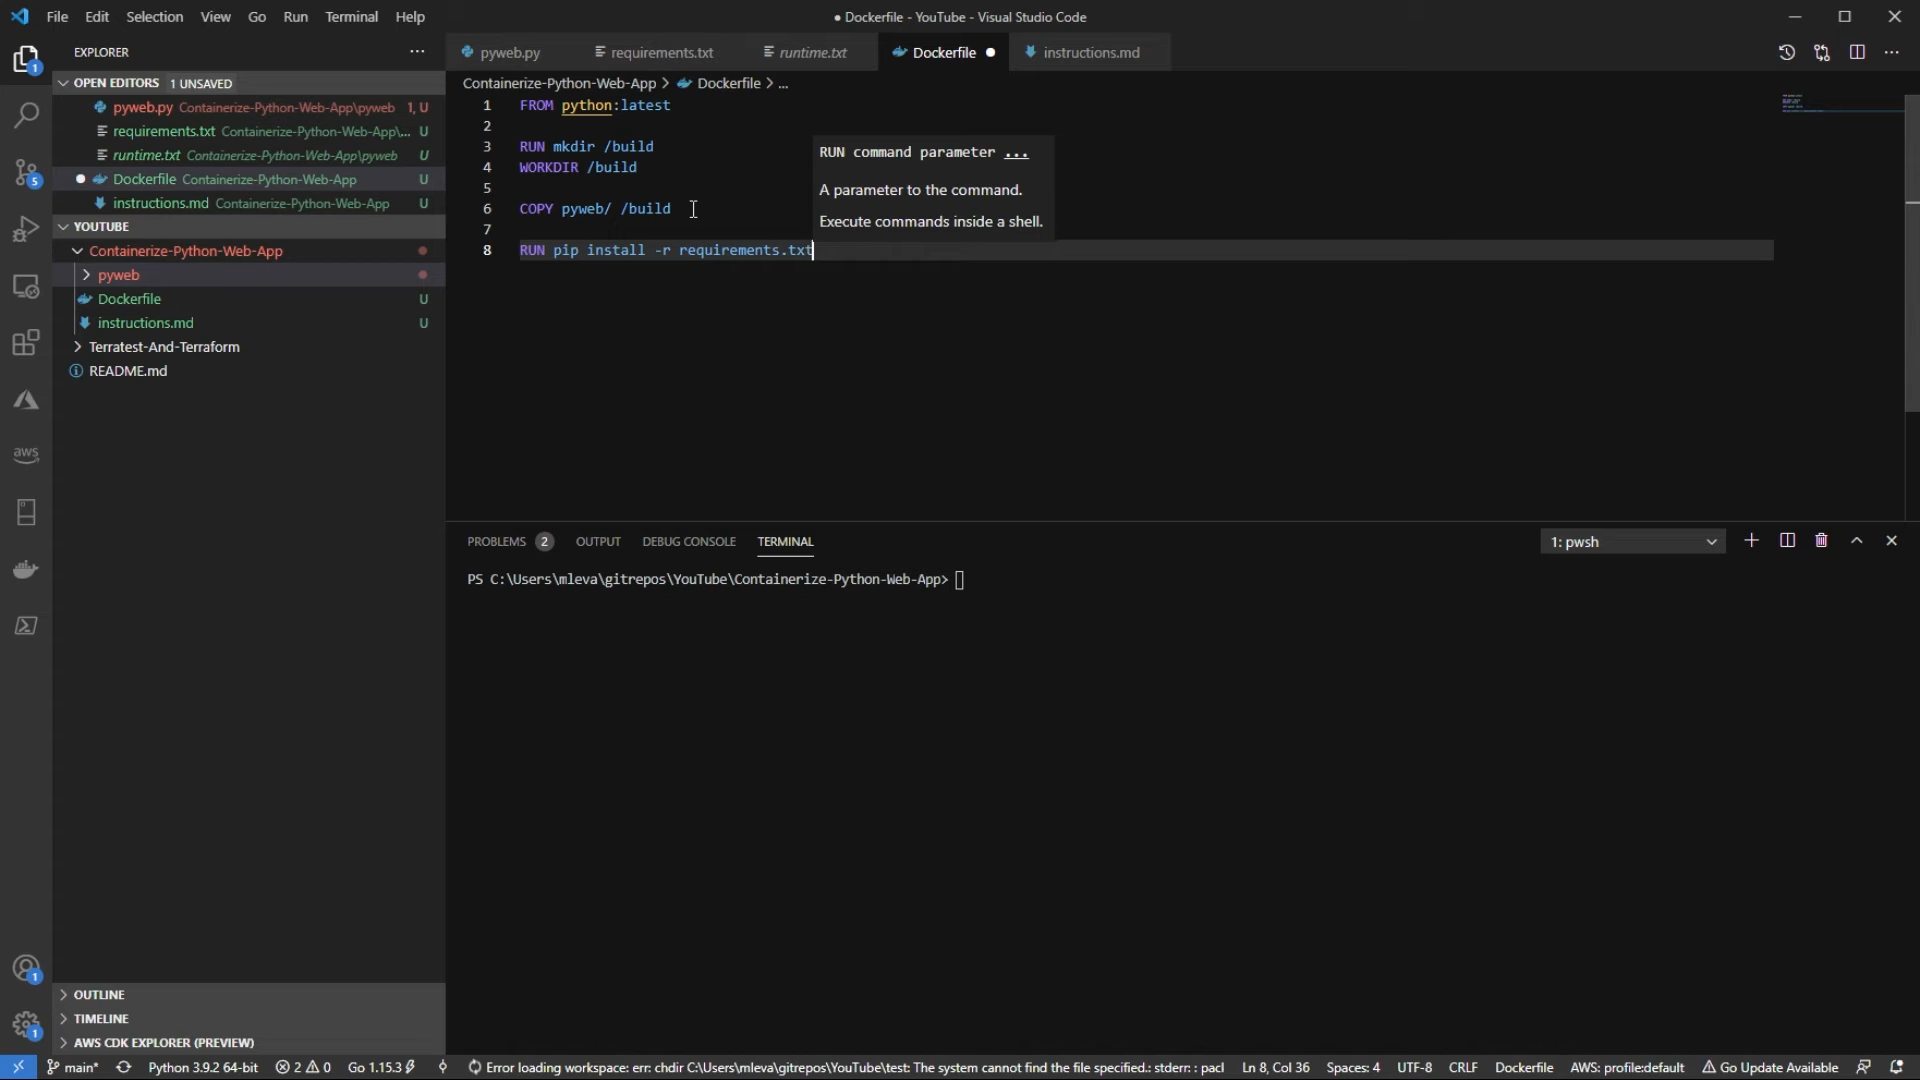 File Edit Selection View Go Run Terminal Help
● Dockerfile - YouTube - Visual Studio Code
EXPLORER
pyweb.py
requirements.txt
runtime.txt
Dockerfile
instructions.md
OPEN EDITORS 1 UNSAVED
pyweb.py Containerize-Python-Web-App\pyweb 1, U
requirements.txt Containerize-Python-Web-App\... U
runtime.txt Containerize-Python-Web-App\pyweb U
Dockerfile Containerize-Python-Web-App U
instructions.md Containerize-Python-Web-App U
YOUTUBE
Containerize-Python-Web-App
pyweb
Dockerfile U
instructions.md U
Terratest-And-Terraform
README.md
OUTLINE
TIMELINE
AWS CDK EXPLORER (PREVIEW)
1
5
aws
1
1
Containerize-Python-Web-App > Dockerfile > ...
1 FROM python:latest
2
3 RUN mkdir /build
4 WORKDIR /build
5
6 COPY pyweb/ /build
7
8 RUN pip install -r requirements.txt
RUN command parameter ...
A parameter to the command.
Execute commands inside a shell.
PROBLEMS 2 OUTPUT DEBUG CONSOLE TERMINAL
1: pwsh
PS C:\Users\mleva\gitrepos\YouTube\Containerize-Python-Web-App>
main* Python 3.9.2 64-bit 2 0 Go 1.15.3 Error loading workspace: err: chdir C:\Users\mleva\gitrepos\YouTube\test: The system cannot find the file specified.: stderr: : pacl Ln 8, Col 36 Spaces: 4 UTF-8 CRLF Dockerfile AWS: profile:default Go Update Available